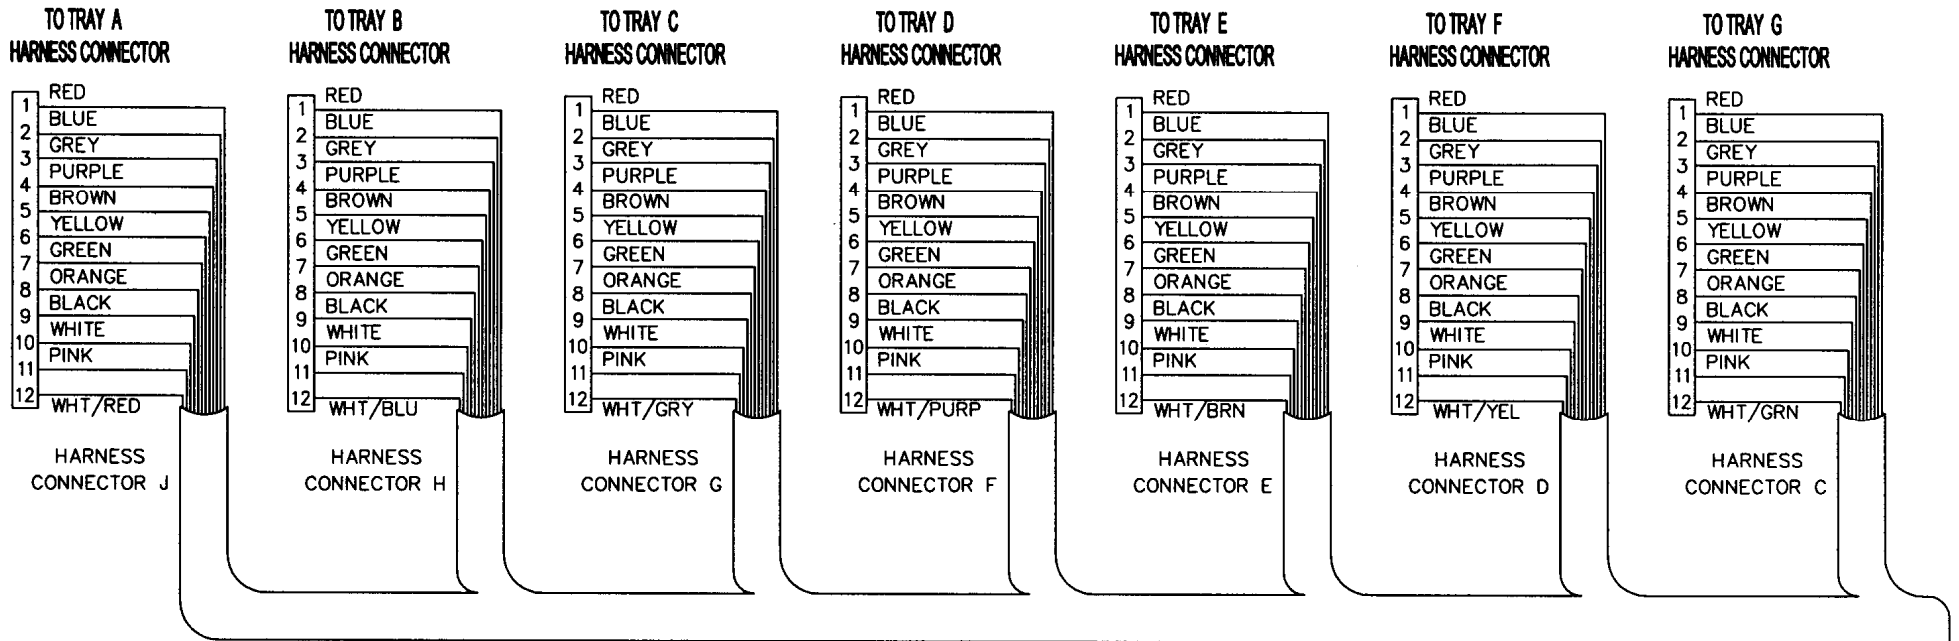 TO TRAY A
HARNESS CONNECTOR
1 RED
2 BLUE
3 GREY
4 PURPLE
5 BROWN
6 YELLOW
7 GREEN
8 ORANGE
9 BLACK
10 WHITE
11 PINK
12 WHT/RED
HARNESS
CONNECTOR J
TO TRAY B
HARNESS CONNECTOR
1 RED
2 BLUE
3 GREY
4 PURPLE
5 BROWN
6 YELLOW
7 GREEN
8 ORANGE
9 BLACK
10 WHITE
11 PINK
12 WHT/BLU
HARNESS
CONNECTOR H
TO TRAY C
HARNESS CONNECTOR
1 RED
2 BLUE
3 GREY
4 PURPLE
5 BROWN
6 YELLOW
7 GREEN
8 ORANGE
9 BLACK
10 WHITE
11 PINK
12 WHT/GRY
HARNESS
CONNECTOR G
TO TRAY D
HARNESS CONNECTOR
1 RED
2 BLUE
3 GREY
4 PURPLE
5 BROWN
6 YELLOW
7 GREEN
8 ORANGE
9 BLACK
10 WHITE
11 PINK
12 WHT/PURP
HARNESS
CONNECTOR F
TO TRAY E
HARNESS CONNECTOR
1 RED
2 BLUE
3 GREY
4 PURPLE
5 BROWN
6 YELLOW
7 GREEN
8 ORANGE
9 BLACK
10 WHITE
11 PINK
12 WHT/BRN
HARNESS
CONNECTOR E
TO TRAY F
HARNESS CONNECTOR
1 RED
2 BLUE
3 GREY
4 PURPLE
5 BROWN
6 YELLOW
7 GREEN
8 ORANGE
9 BLACK
10 WHITE
11 PINK
12 WHT/YEL
HARNESS
CONNECTOR D
TO TRAY G
HARNESS CONNECTOR
1 RED
2 BLUE
3 GREY
4 PURPLE
5 BROWN
6 YELLOW
7 GREEN
8 ORANGE
9 BLACK
10 WHITE
11 PINK
12 WHT/GRN
HARNESS
CONNECTOR C